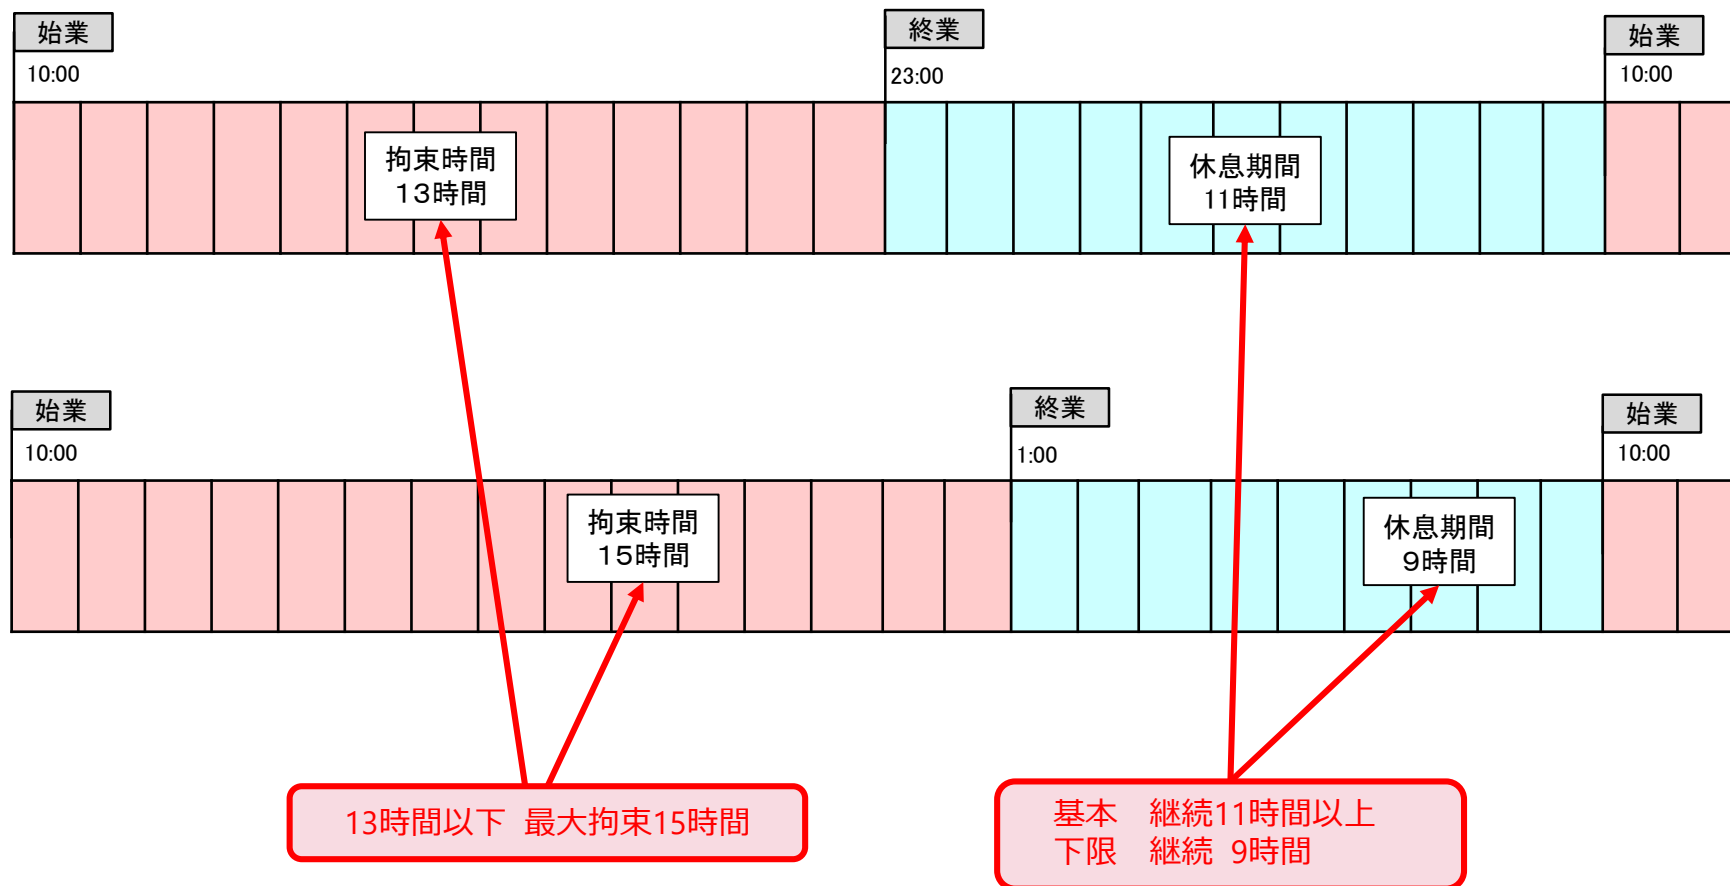 始業
終業
始業
10:00
23:00
10:00
拘束時間
13時間
休息期間
11時間
始業
終業
始業
10:00
1:00
10:00
拘束時間
15時間
休息期間
9時間
13時間以下 最大拘束15時間
基本　継続11時間以上
下限　継続 9時間